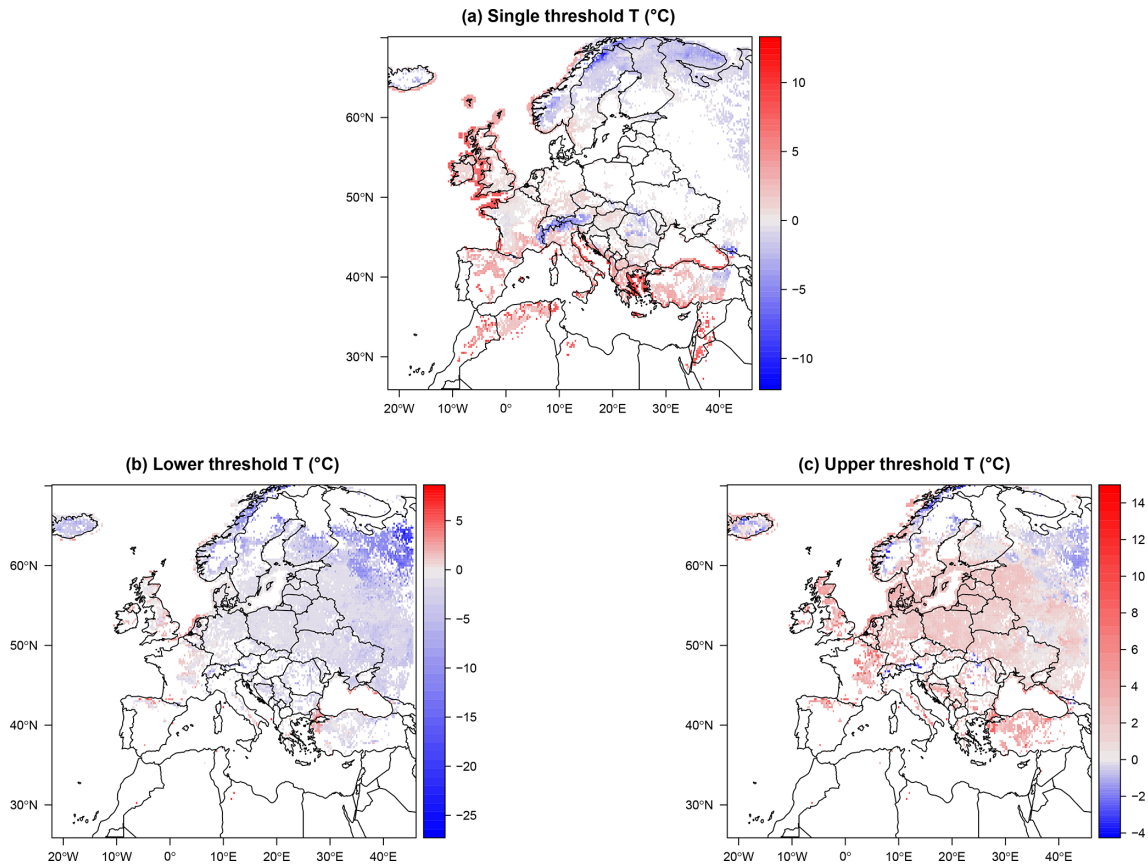 (a) Single threshold T (°C)
60°N
50°N
40°N
30°N
20°W 10°W 0° 10°E 20°E 30°E 40°E
10
5
0
−5
−10
(b) Lower threshold T (°C)
60°N
50°N
40°N
30°N
20°W 10°W 0° 10°E 20°E 30°E 40°E
5
0
−5
−10
−15
−20
−25
(c) Upper threshold T (°C)
60°N
50°N
40°N
30°N
20°W 10°W 0° 10°E 20°E 30°E 40°E
14
12
10
8
6
4
2
0
−2
−4